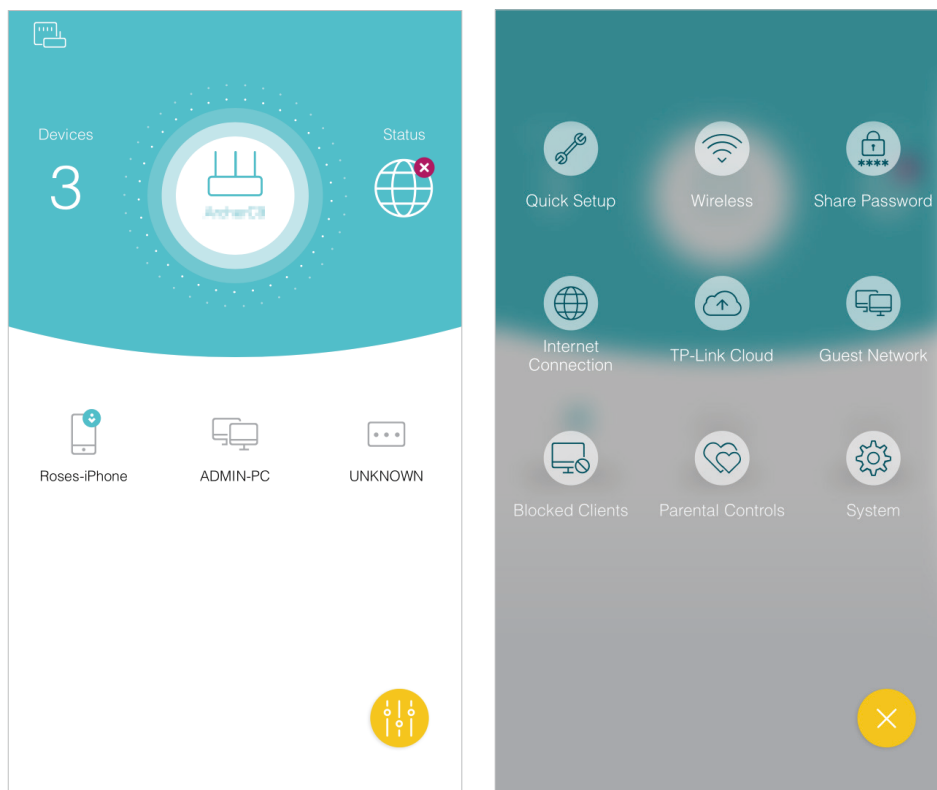 Devices
3
Status
Roses-iPhone
ADMIN-PC
UNKNOWN
****
Quick Setup
Wireless
Share Password
Internet
Connection
TP-Link Cloud
Guest Network
Blocked Clients
Parental Controls
System